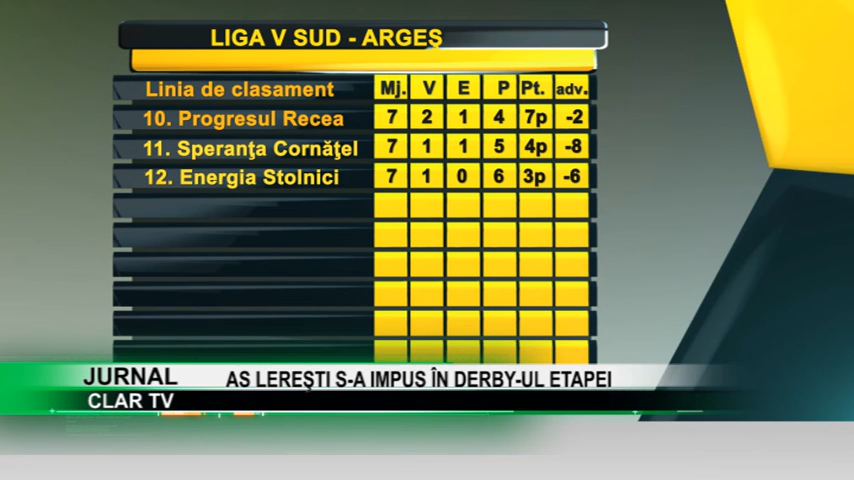 LIGA V SUD - ARGEȘ
Linia de clasament Mj. V E P Pt. adv.
10. Progresul Recea 7 2 1 4 7p -2
11. Speranţa Cornăţel 7 1 1 5 4p -8
12. Energia Stolnici 7 1 0 6 3p -6
JURNAL AS LEREŞTI S-A IMPUS ÎN DERBY-UL ETAPEI
CLAR TV